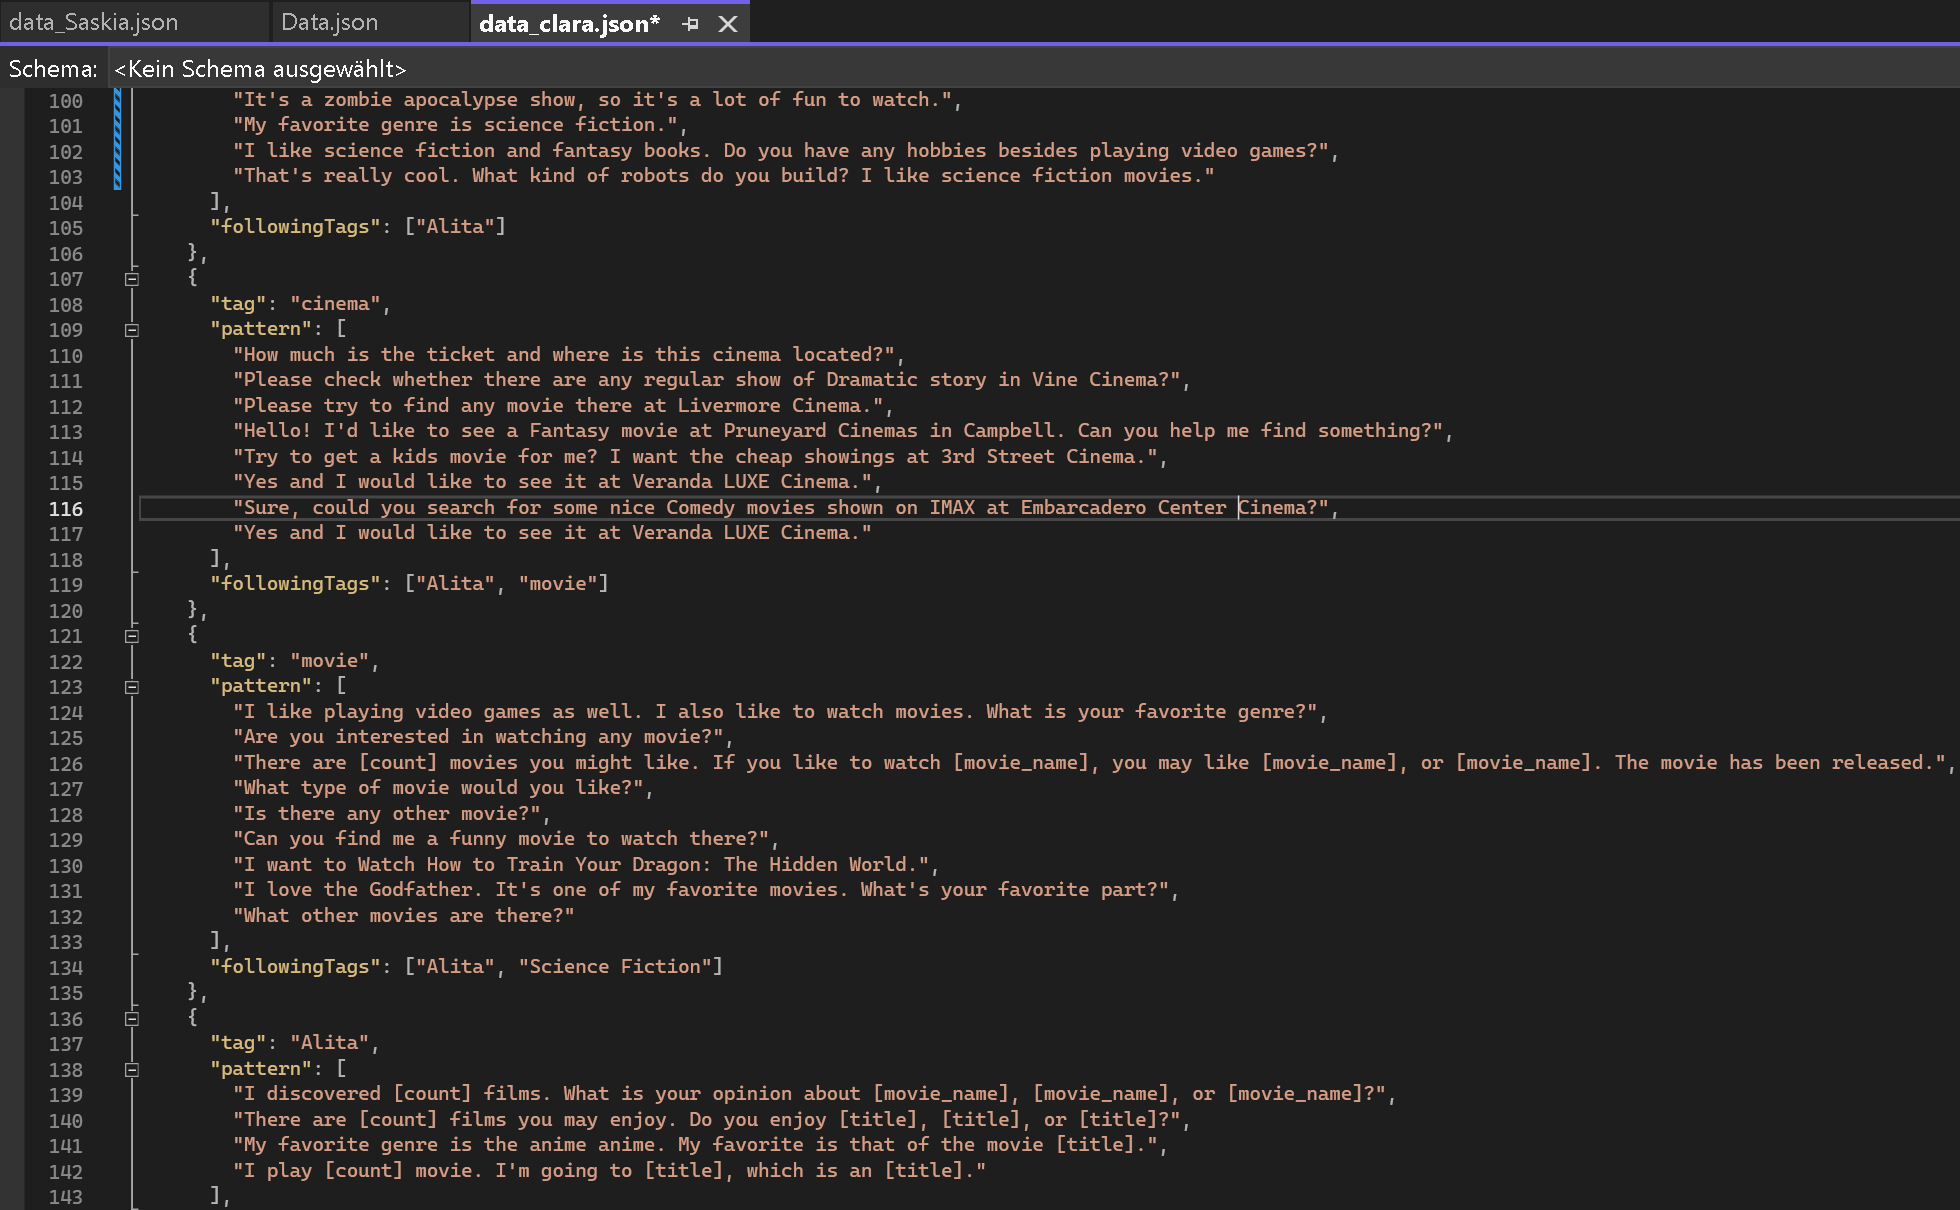 data_Saskia.json Data.json data_clara.json*
Schema: <Kein Schema ausgewählt>
100 "It's a zombie apocalypse show, so it's a lot of fun to watch.",
101 "My favorite genre is science fiction.",
102 "I like science fiction and fantasy books. Do you have any hobbies besides playing video games?",
103 "That's really cool. What kind of robots do you build? I like science fiction movies."
104 ],
105 "followingTags": ["Alita"]
106 },
107 {
108 "tag": "cinema",
109 "pattern": [
110 "How much is the ticket and where is this cinema located?",
111 "Please check whether there are any regular show of Dramatic story in Vine Cinema?",
112 "Please try to find any movie there at Livermore Cinema.",
113 "Hello! I'd like to see a Fantasy movie at Pruneyard Cinemas in Campbell. Can you help me find something?",
114 "Try to get a kids movie for me? I want the cheap showings at 3rd Street Cinema.",
115 "Yes and I would like to see it at Veranda LUXE Cinema.",
116 "Sure, could you search for some nice Comedy movies shown on IMAX at Embarcadero Center Cinema?",
117 "Yes and I would like to see it at Veranda LUXE Cinema."
118 ],
119 "followingTags": ["Alita", "movie"]
120 },
121 {
122 "tag": "movie",
123 "pattern": [
124 "I like playing video games as well. I also like to watch movies. What is your favorite genre?",
125 "Are you interested in watching any movie?",
126 "There are [count] movies you might like. If you like to watch [movie_name], you may like [movie_name], or [movie_name]. The movie has been released.",
127 "What type of movie would you like?",
128 "Is there any other movie?",
129 "Can you find me a funny movie to watch there?",
130 "I want to Watch How to Train Your Dragon: The Hidden World.",
131 "I love the Godfather. It's one of my favorite movies. What's your favorite part?",
132 "What other movies are there?"
133 ],
134 "followingTags": ["Alita", "Science Fiction"]
135 },
136 {
137 "tag": "Alita",
138 "pattern": [
139 "I discovered [count] films. What is your opinion about [movie_name], [movie_name], or [movie_name]?",
140 "There are [count] films you may enjoy. Do you enjoy [title], [title], or [title]?",
141 "My favorite genre is the anime anime. My favorite is that of the movie [title].",
142 "I play [count] movie. I'm going to [title], which is an [title]."
143 ],